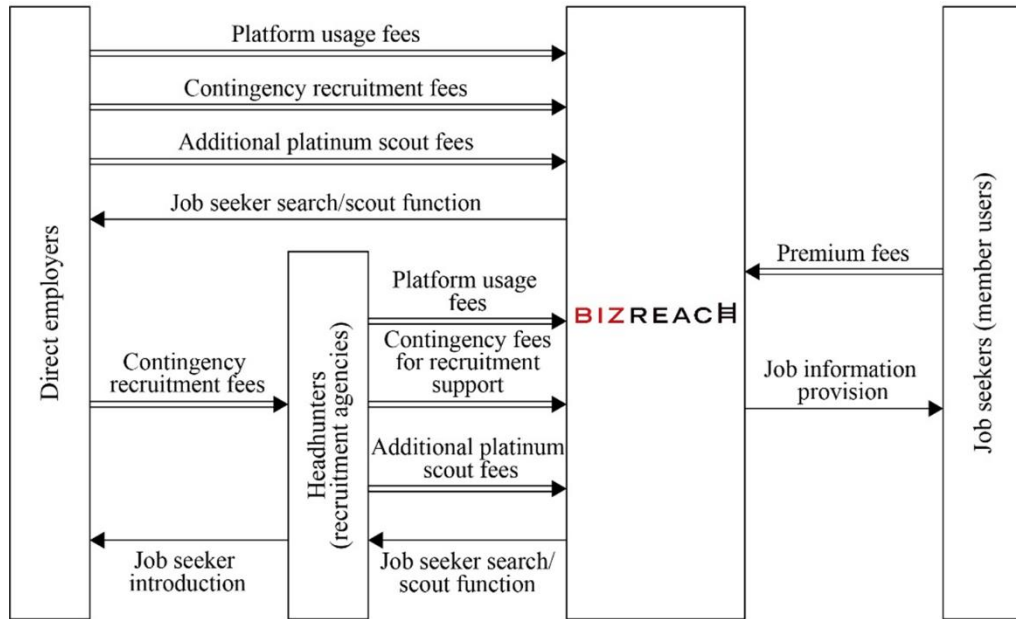 Platform usage fees
Contingency recruitment fees
Additional platinum scout fees
Job seeker search/scout function
Direct employers
Contingency
recruitment fees
Job seeker
introduction
Headhunters
(recruitment agencies)
Platform usage
fees
Contingency fees
for recruitment
support
Additional platinum
scout fees
Job seeker search/
scout function
BIZREACH
Premium fees
Job information
provision
Job seekers (member users)